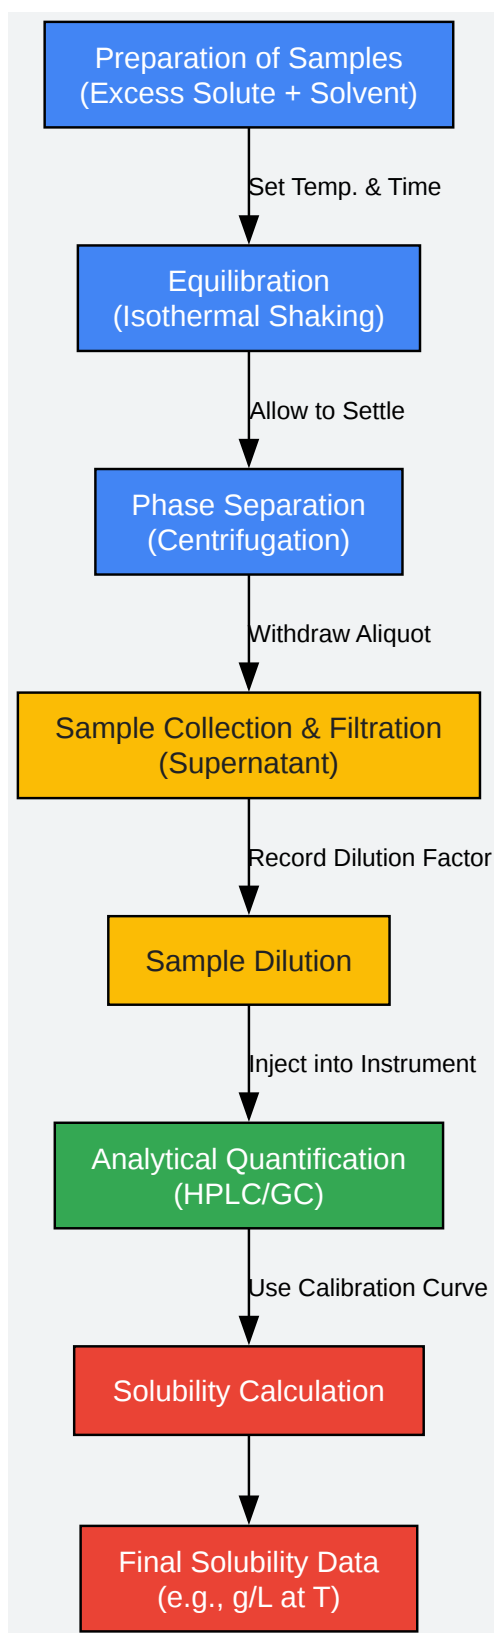 Preparation of Samples
(Excess Solute + Solvent)
Set Temp. & Time
Equilibration
(Isothermal Shaking)
Allow to Settle
Phase Separation
(Centrifugation)
Withdraw Aliquot
Sample Collection & Filtration
(Supernatant)
Record Dilution Factor
Sample Dilution
Inject into Instrument
Analytical Quantification
(HPLC/GC)
Use Calibration Curve
Solubility Calculation
Final Solubility Data
(e.g., g/L at T)